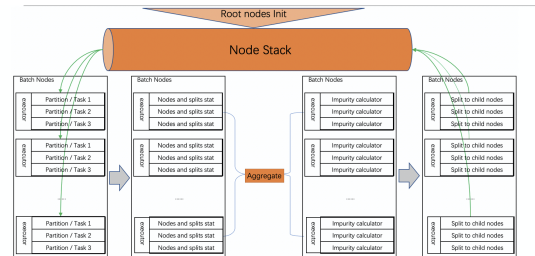 Root nodes Init
Node Stack
Batch Nodes
executor
Partition / Task 1
Partition / Task 2
Partition / Task 3
executor
Partition / Task 1
Partition / Task 2
Partition / Task 3
......
executor
Partition / Task 1
Partition / Task 2
Partition / Task 3
Batch Nodes
executor
Nodes and splits stat
Nodes and splits stat
Nodes and splits stat
executor
Nodes and splits stat
Nodes and splits stat
Nodes and splits stat
......
executor
Nodes and splits stat
Nodes and splits stat
Nodes and splits stat
Aggregate
Batch Nodes
executor
Impurity calculator
Impurity calculator
Impurity calculator
executor
Impurity calculator
Impurity calculator
Impurity calculator
......
executor
Impurity calculator
Impurity calculator
Impurity calculator
Batch Nodes
executor
Split to child nodes
Split to child nodes
Split to child nodes
executor
Split to child nodes
Split to child nodes
Split to child nodes
......
executor
Split to child nodes
Split to child nodes
Split to child nodes